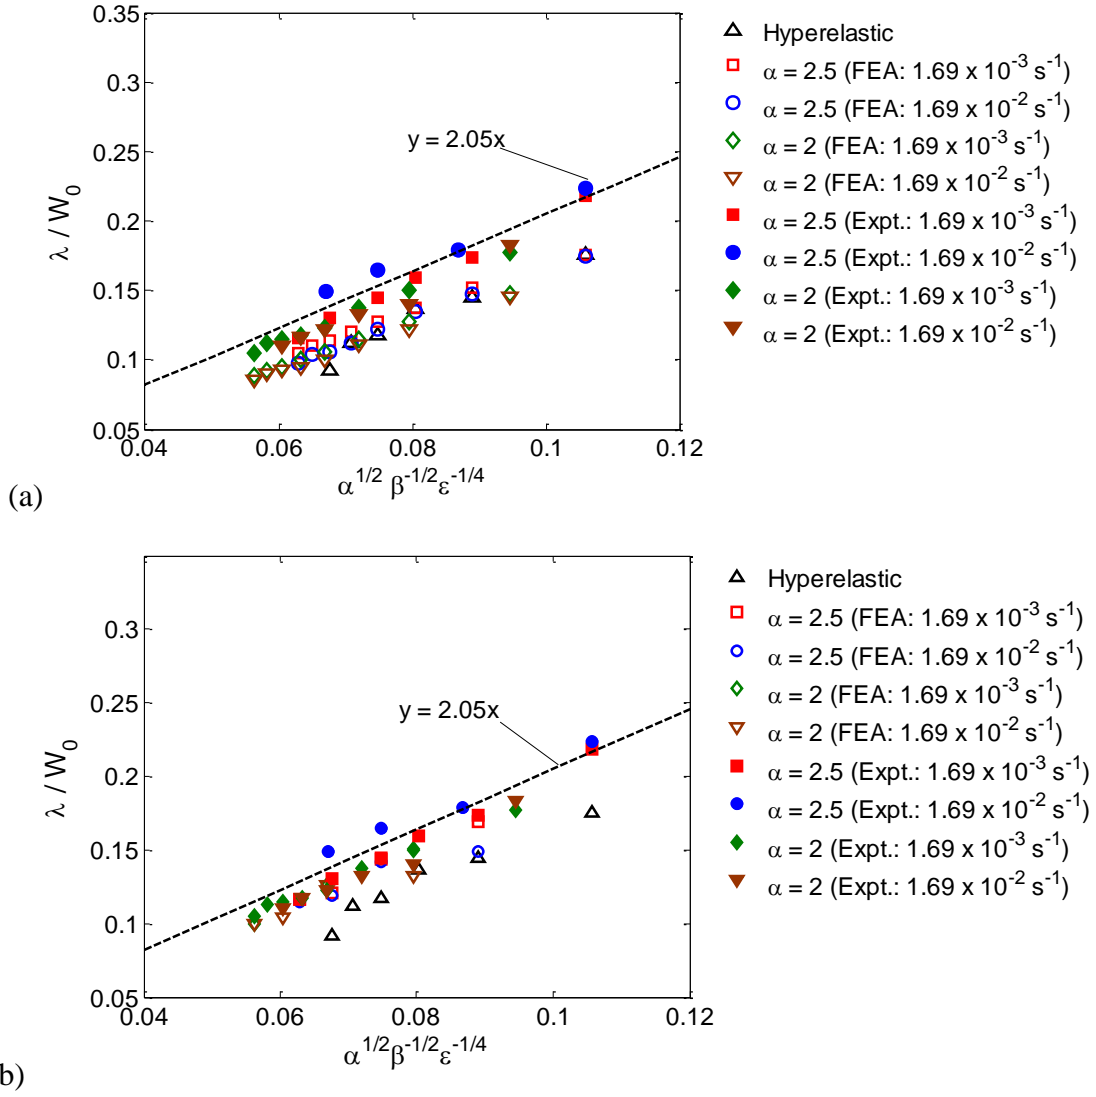 0.35
0.3
0.25
0.2
0.15
0.1
0.05
0.04 0.06 0.08 0.1 0.12
λ / W₀
α^{1/2} β^{-1/2} ε^{-1/4}
y = 2.05x
Hyperelastic
α = 2.5 (FEA: 1.69 x 10⁻³ s⁻¹)
α = 2.5 (FEA: 1.69 x 10⁻² s⁻¹)
α = 2 (FEA: 1.69 x 10⁻³ s⁻¹)
α = 2 (FEA: 1.69 x 10⁻² s⁻¹)
α = 2.5 (Expt.: 1.69 x 10⁻³ s⁻¹)
α = 2.5 (Expt.: 1.69 x 10⁻² s⁻¹)
α = 2 (Expt.: 1.69 x 10⁻³ s⁻¹)
α = 2 (Expt.: 1.69 x 10⁻² s⁻¹)
(a)
0.3
0.25
0.2
0.15
0.1
0.05
0.04 0.06 0.08 0.1 0.12
λ / W₀
α^{1/2} β^{-1/2} ε^{-1/4}
y = 2.05x
Hyperelastic
α = 2.5 (FEA: 1.69 x 10⁻³ s⁻¹)
α = 2.5 (FEA: 1.69 x 10⁻² s⁻¹)
α = 2 (FEA: 1.69 x 10⁻³ s⁻¹)
α = 2 (FEA: 1.69 x 10⁻² s⁻¹)
α = 2.5 (Expt.: 1.69 x 10⁻³ s⁻¹)
α = 2.5 (Expt.: 1.69 x 10⁻² s⁻¹)
α = 2 (Expt.: 1.69 x 10⁻³ s⁻¹)
α = 2 (Expt.: 1.69 x 10⁻² s⁻¹)
b)